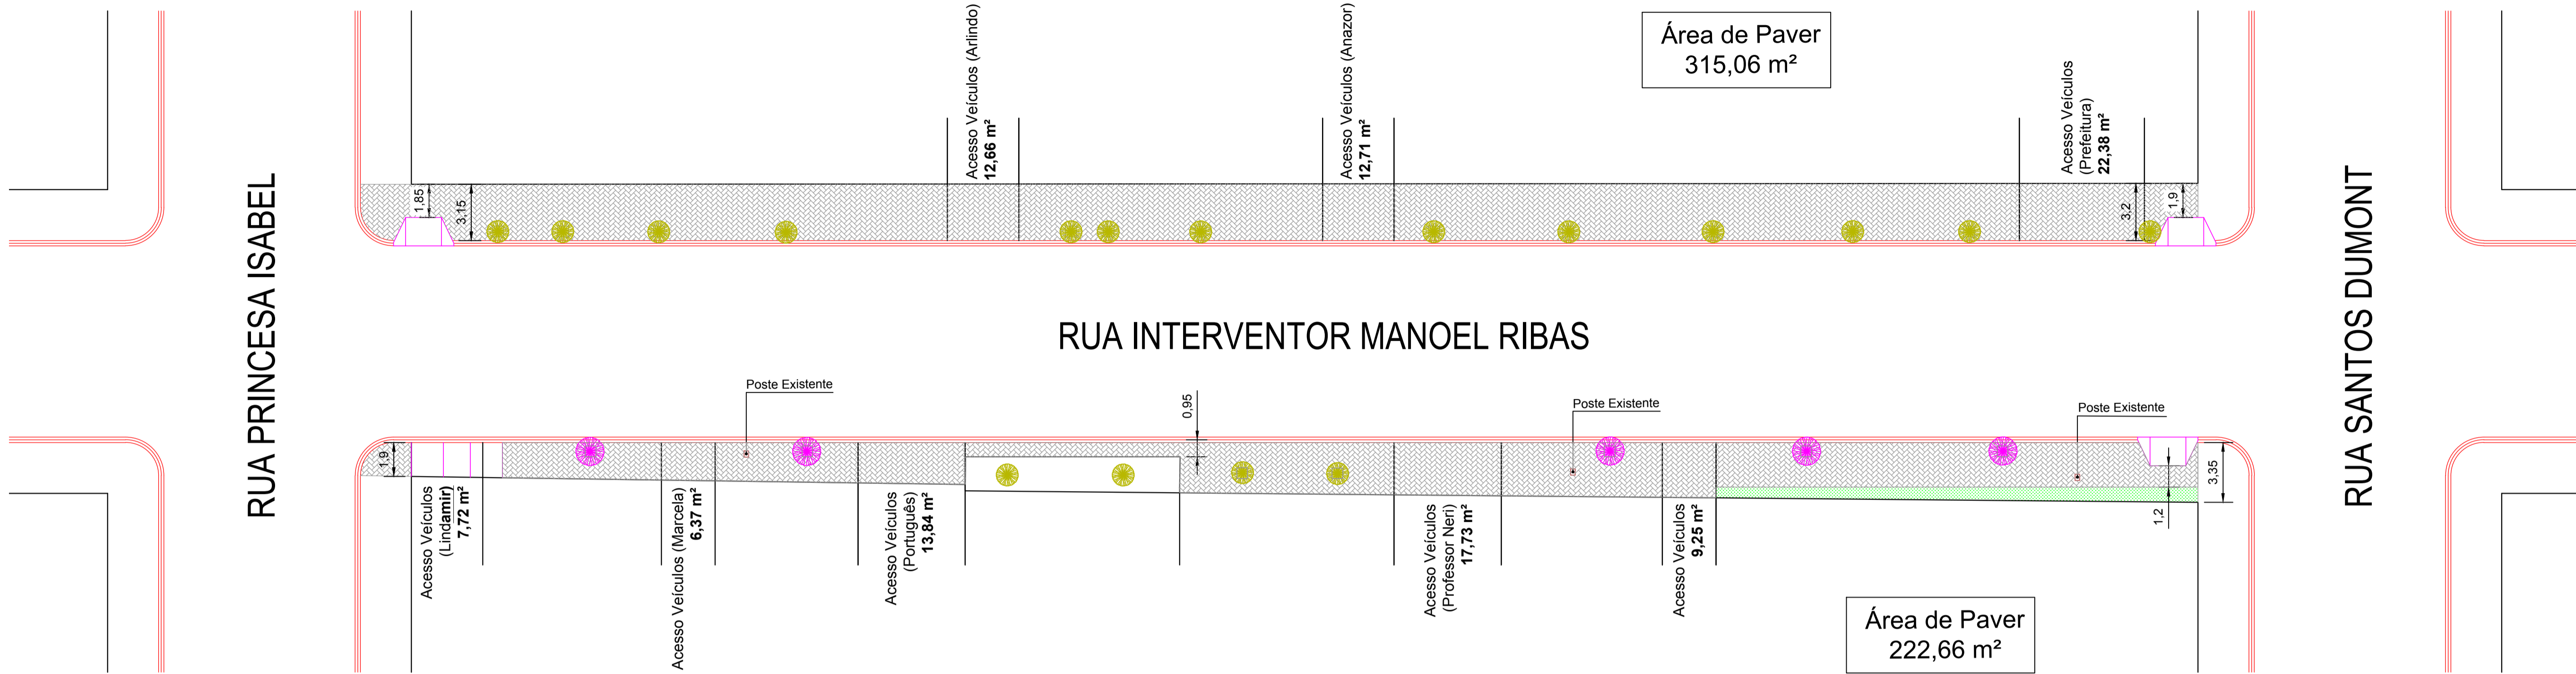 Acesso Veículos (Arlindo)
12,66 m²
Acesso Veículos (Anazor)
12,71 m²
Área de Paver
315,06 m²
Acesso Veículos
(Prefeitura)
22,38 m²
1,85
3,15
3,2
1,9
RUA PRINCESA ISABEL
RUA INTERVENTOR MANOEL RIBAS
RUA SANTOS DUMONT
Poste Existente
0,95
Poste Existente
Poste Existente
1,9
3,35
1,2
Acesso Veículos
(Lindamir)
7,72 m²
Acesso Veículos (Marcela)
6,37 m²
Acesso Veículos
(Português)
13,84 m²
Acesso Veículos
(Professor Neri)
17,73 m²
Acesso Veículos
9,25 m²
Área de Paver
222,66 m²